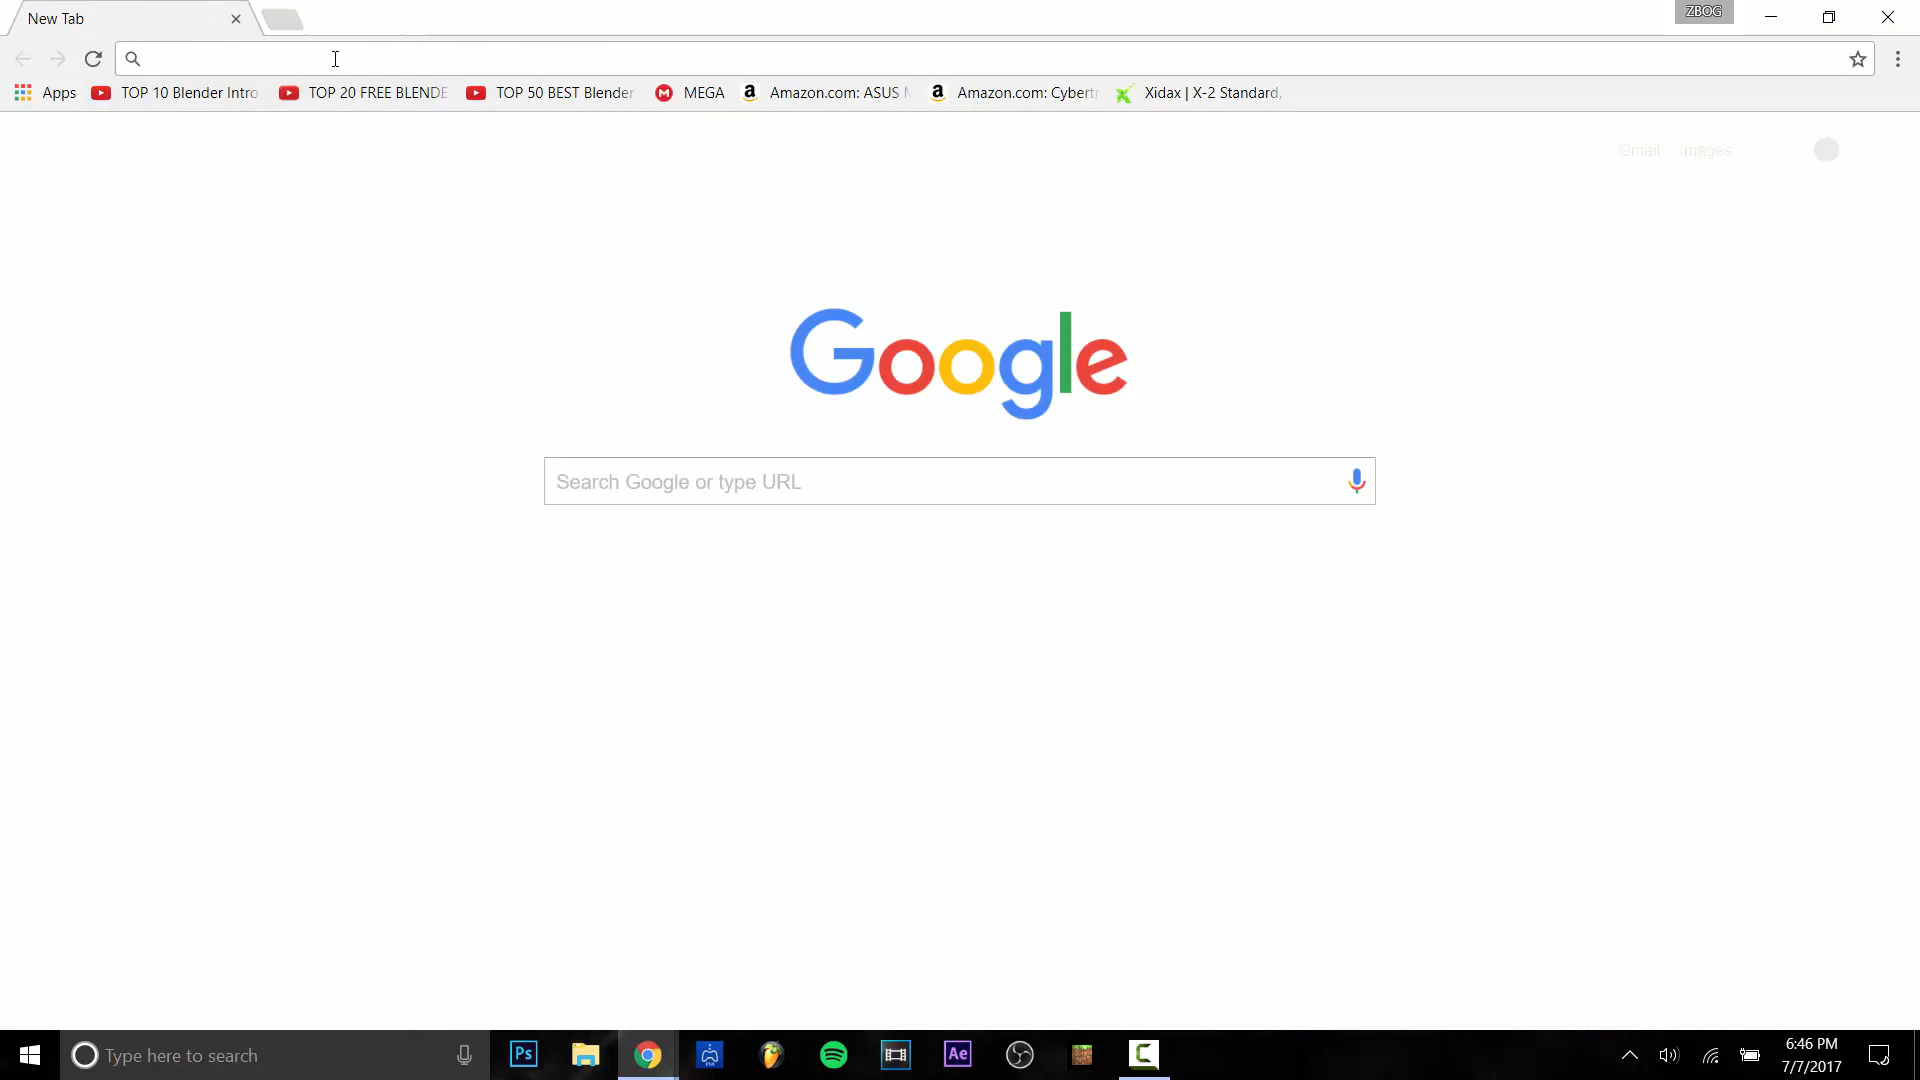 New Tab
ZBOG
Apps TOP 10 Blender Intro TOP 20 FREE BLENDE TOP 50 BEST Blender MEGA Amazon.com: ASUS Amazon.com: Cybert Xidax | X-2 Standard,
Gmail Images
Google
Search Google or type URL
Type here to search
Ps
Ae
6:46 PM
7/7/2017